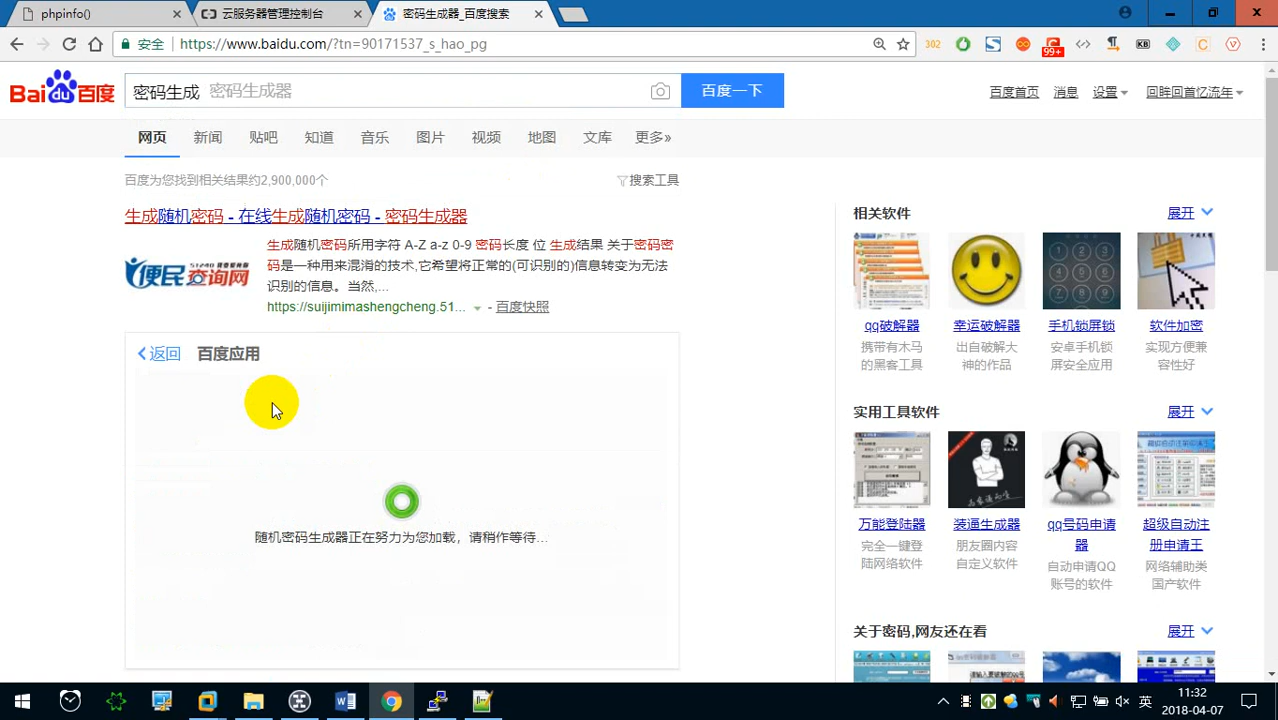 phpinfo()
云服务器管理控制台
密码生成器_百度搜索
安全 https://www.baidu.com/?tn=90171537_s_hao_pg
302
99+
KB
Bai du 百度
密码生成 密码生成器
百度一下
百度首页 消息 设置 回眸回首忆流年
网页 新闻 贴吧 知道 音乐 图片 视频 地图 文库 更多»
百度为您找到相关结果约2,900,000个
搜索工具
生成随机密码 - 在线生成随机密码 - 密码生成器
便民查询网
生成随机密码所用字符 A-Z a-z 0-9 密码长度 位 生成结果 关于密码密
码是一种用来混淆的技术,它希望将正常的(可识别的)信息转变为无法
识别的信息。当然,...
https://suijimimashengcheng.51... - 百度快照
返回 百度应用
随机密码生成器正在努力为您加载，请稍作等待...
相关软件 展开
qq破解器 幸运破解器 手机锁屏锁 软件加密
携带有木马 出自破解大 安卓手机锁 实现方便兼
的黑客工具 神的作品 屏安全应用 容性好
实用工具软件 展开
万能登陆器 装逼生成器 qq号码申请 超级自动注
器 册申请王
完全一键登 朋友圈内容
陆网络软件 自定义软件
自动申请QQ 网络辅助类
账号的软件 国产软件
关于密码,网友还在看 展开
英
11:32
2018-04-07